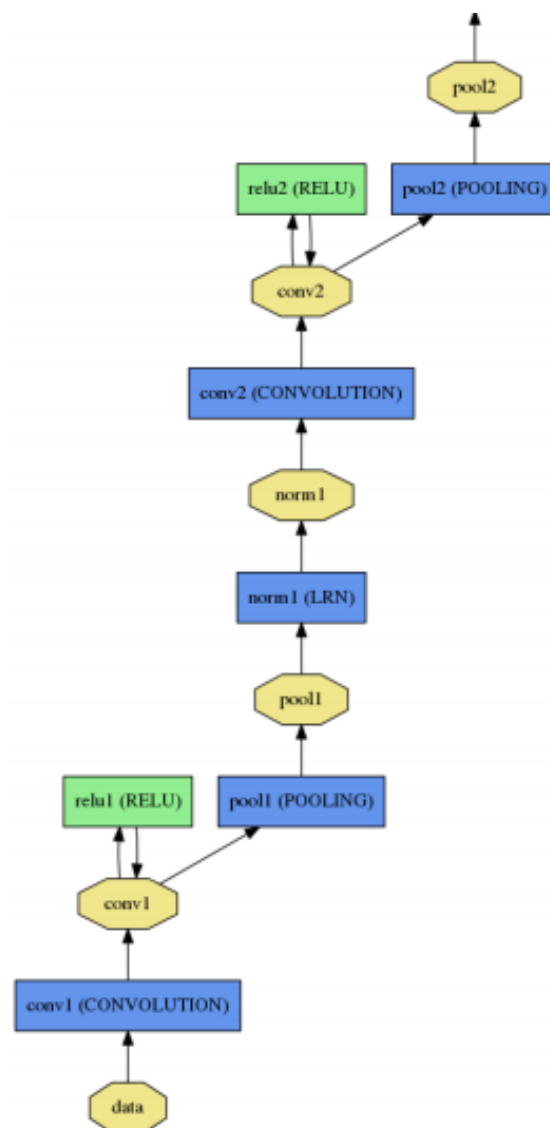 pool2
relu2 (RELU)
pool2 (POOLING)
conv2
conv2 (CONVOLUTION)
norm1
norm1 (LRN)
pool1
relu1 (RELU)
pool1 (POOLING)
conv1
conv1 (CONVOLUTION)
data